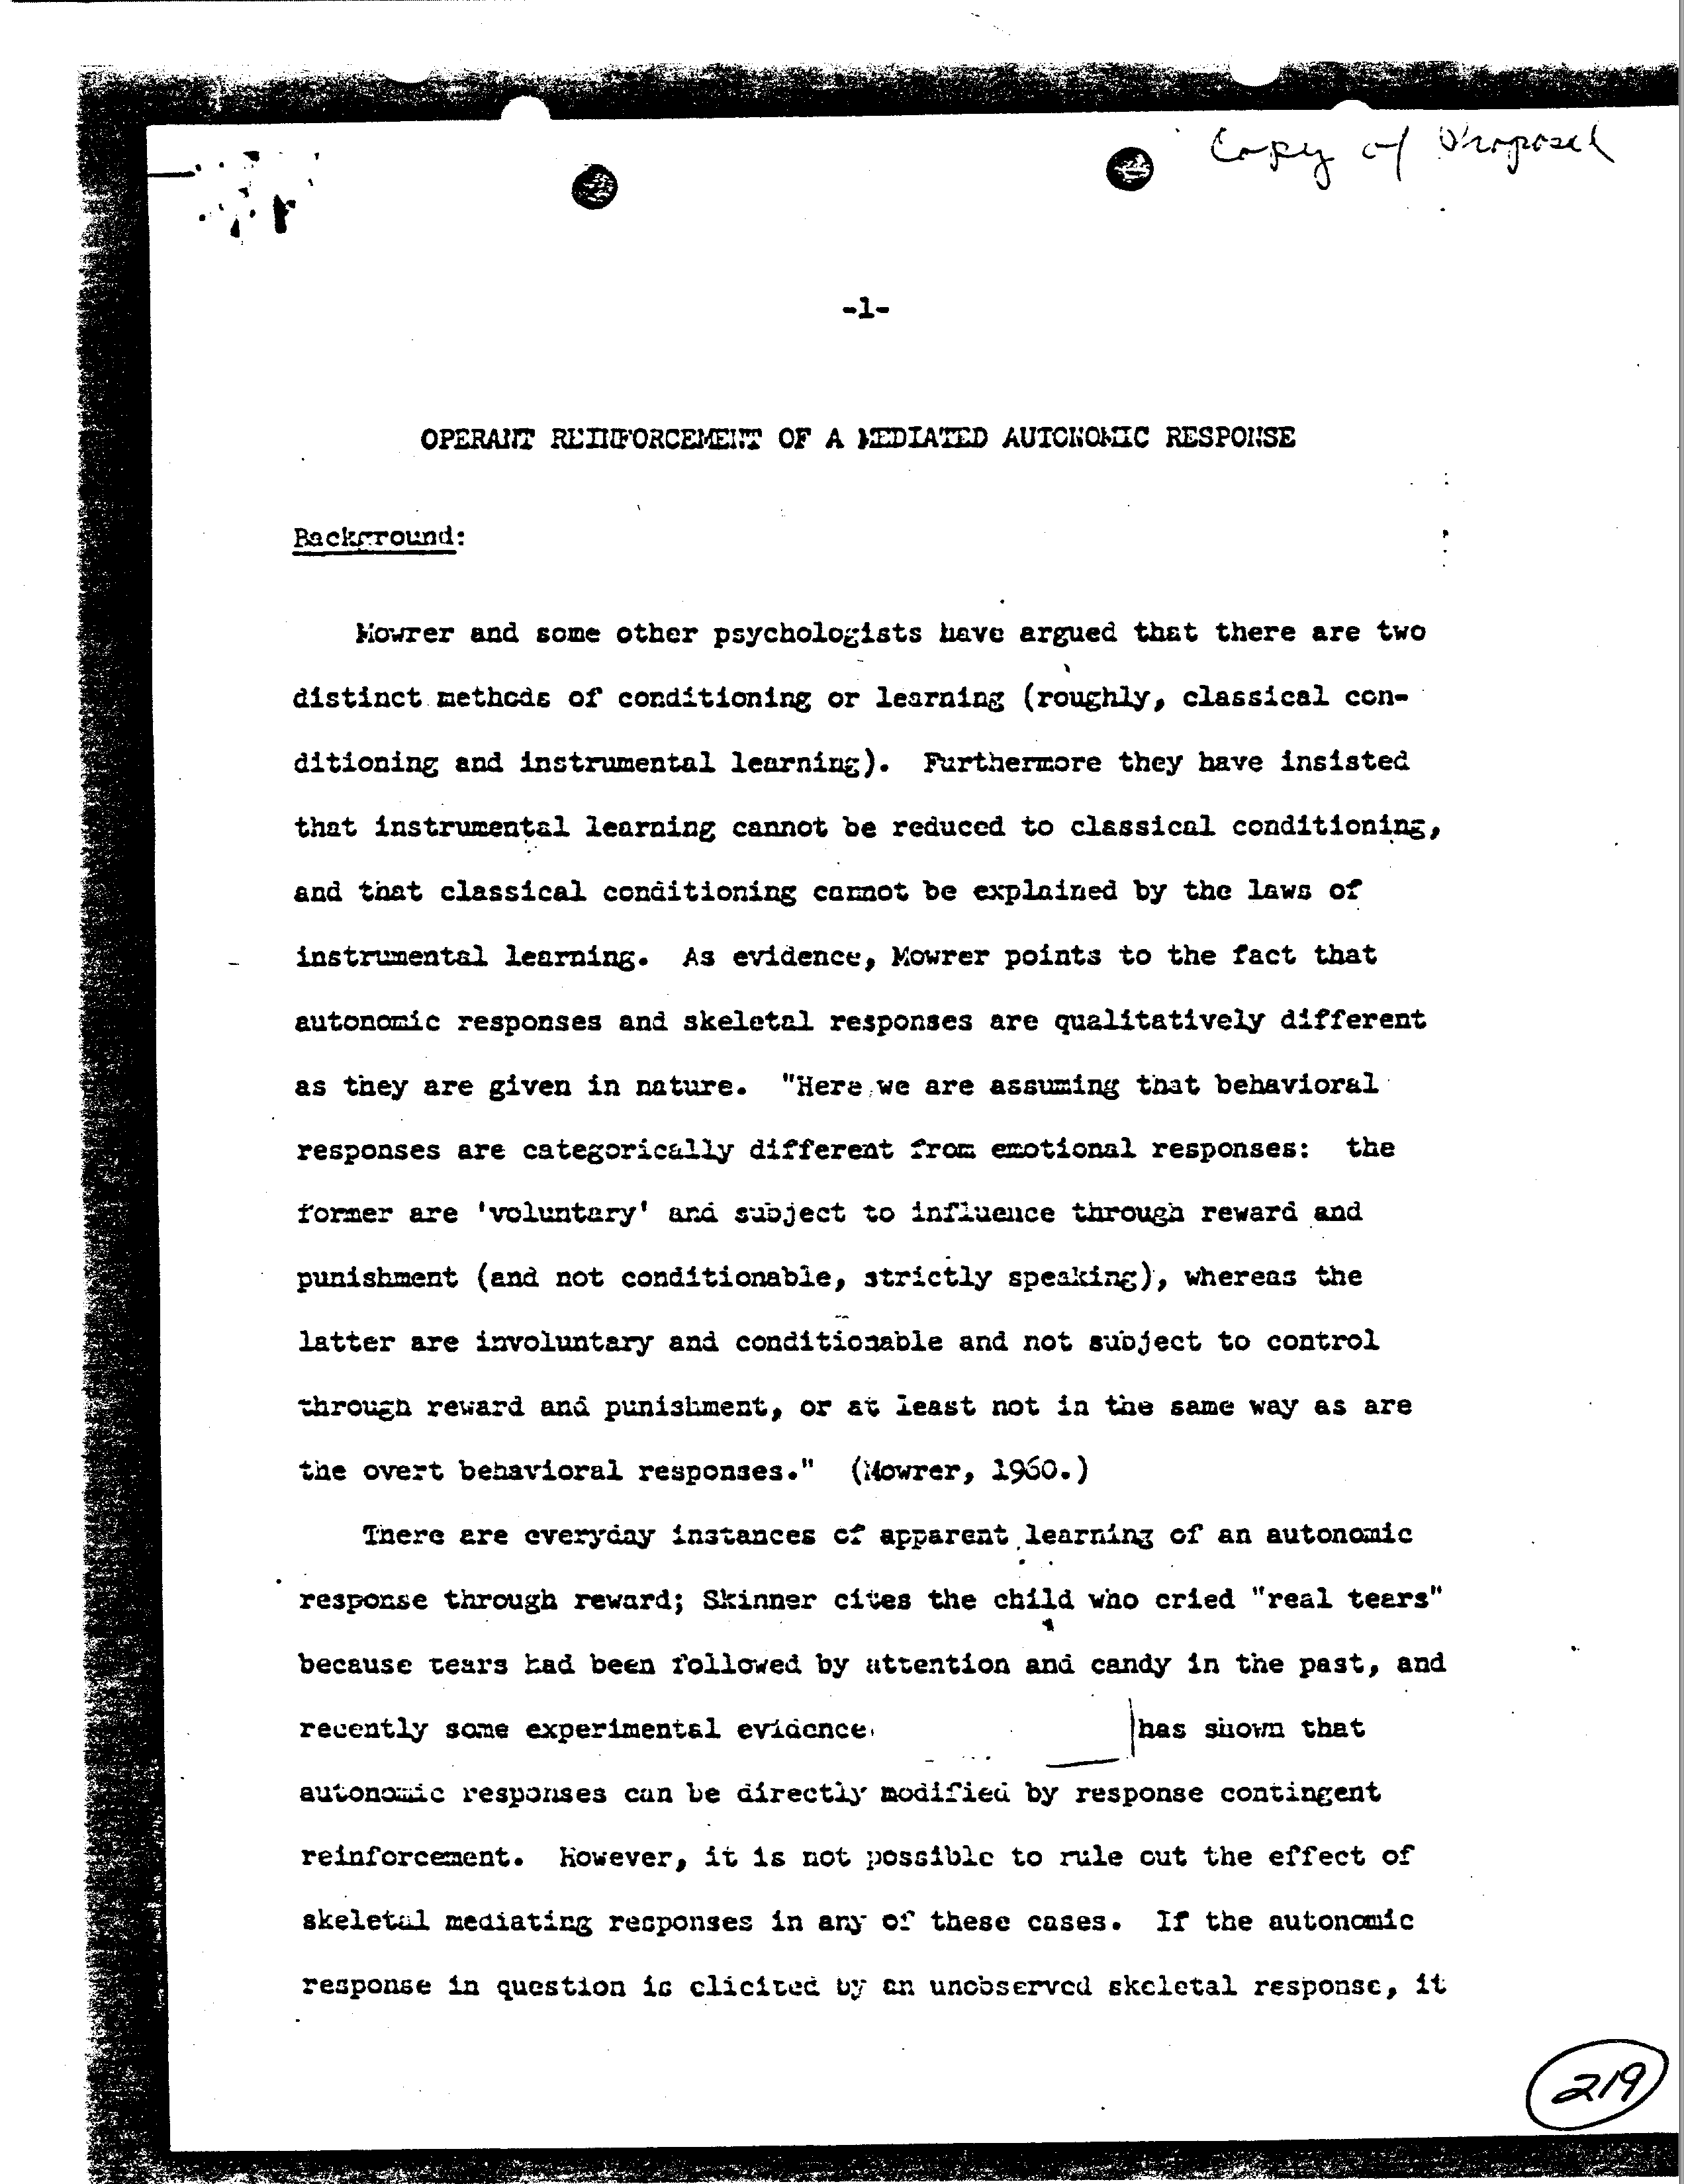 Copy of Proposal
-1-
OPERANT REINFORCEMENT OF A MEDIATED AUTONOMIC RESPONSE
Background:
Mowrer and some other psychologists have argued that there are two
distinct methods of conditioning or learning (roughly, classical con-
ditioning and instrumental learning). Furthermore they have insisted
that instrumental learning cannot be reduced to classical conditioning,
and that classical conditioning cannot be explained by the laws of
instrumental learning. As evidence, Mowrer points to the fact that
autonomic responses and skeletal responses are qualitatively different
as they are given in nature. "Here we are assuming that behavioral
responses are categorically different from emotional responses: the
former are 'voluntary' and subject to influence through reward and
punishment (and not conditionable, strictly speaking), whereas the
latter are involuntary and conditionable and not subject to control
through reward and punishment, or at least not in the same way as are
the overt behavioral responses." (Mowrer, 1960.)
There are everyday instances of apparent learning of an autonomic
response through reward; Skinner cites the child who cried "real tears"
because tears had been followed by attention and candy in the past, and
recently some experimental evidence has shown that
autonomic responses can be directly modified by response contingent
reinforcement. However, it is not possible to rule out the effect of
skeletal mediating responses in any of these cases. If the autonomic
response in question is elicited by an unobserved skeletal response, it
219